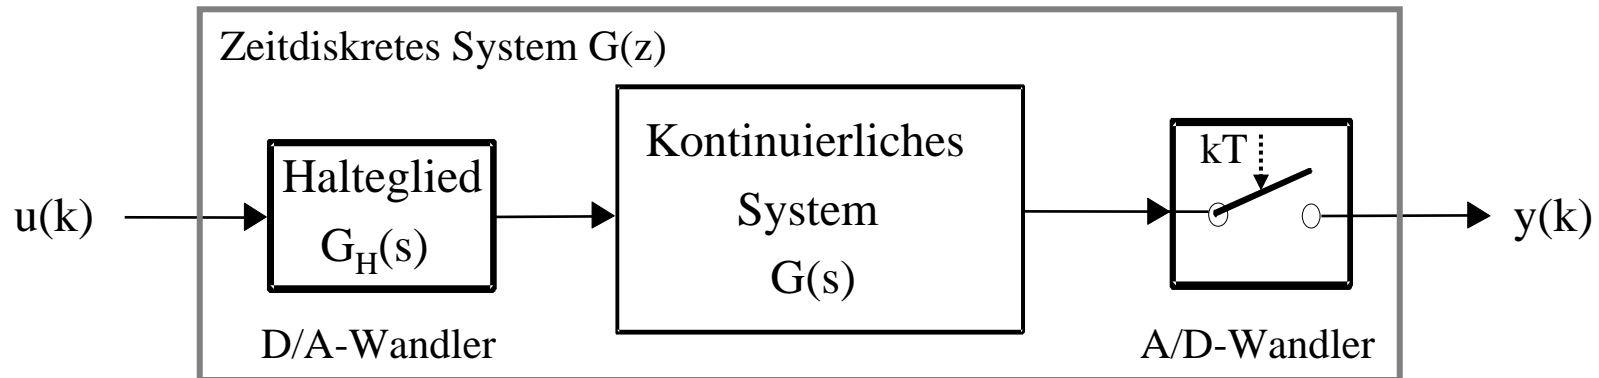 Zeitdiskretes System G(z)
u(k)
Halteglied
G_H(s)
D/A-Wandler
Kontinuierliches
System
G(s)
kT
A/D-Wandler
y(k)